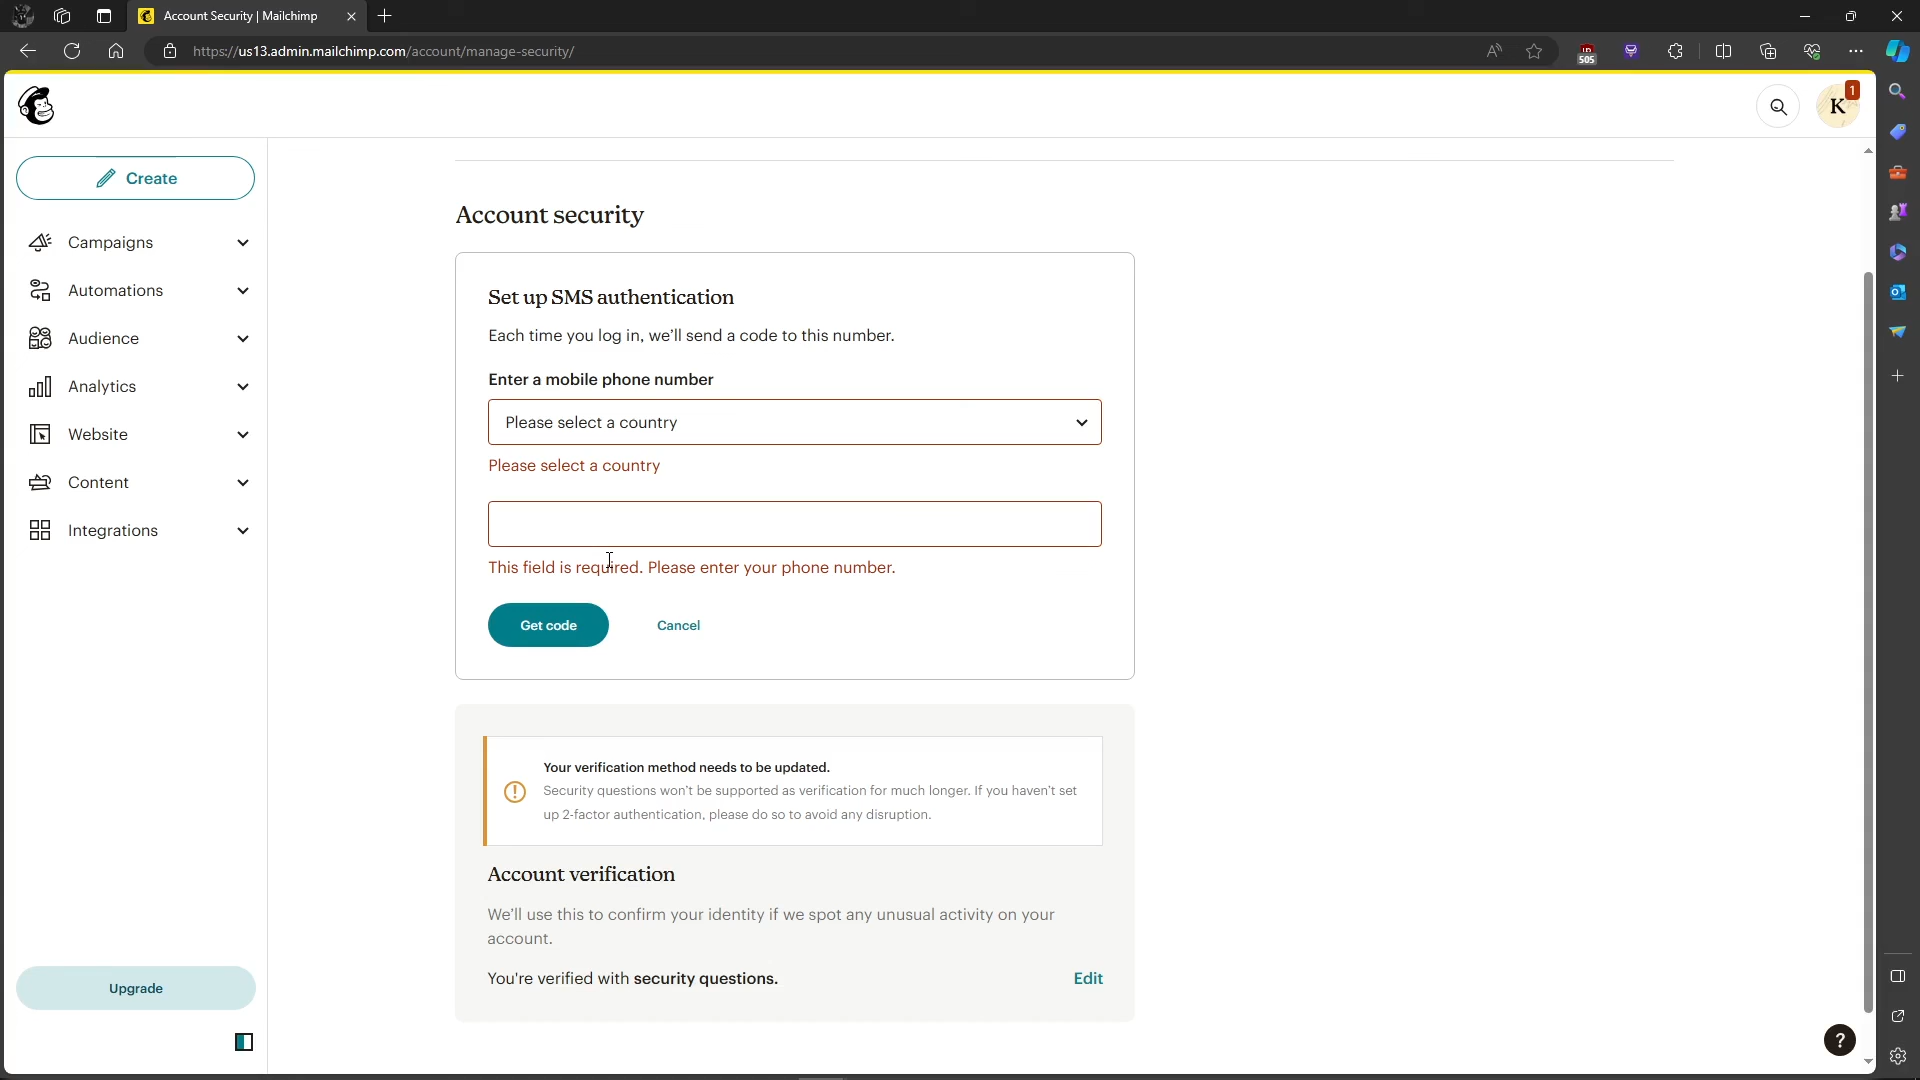 Account Security | Mailchimp
https://us13.admin.mailchimp.com/account/manage-security/
505
K
1
Create
Campaigns
Automations
Audience
Analytics
Website
Content
Integrations
Upgrade
Account security
Set up SMS authentication
Each time you log in, we'll send a code to this number.
Enter a mobile phone number
Please select a country
Please select a country
This field is required. Please enter your phone number.
Get code
Cancel
Your verification method needs to be updated.
Security questions won't be supported as verification for much longer. If you haven't set
up 2-factor authentication, please do so to avoid any disruption.
Account verification
We'll use this to confirm your identity if we spot any unusual activity on your
account.
You're verified with security questions.
Edit
?